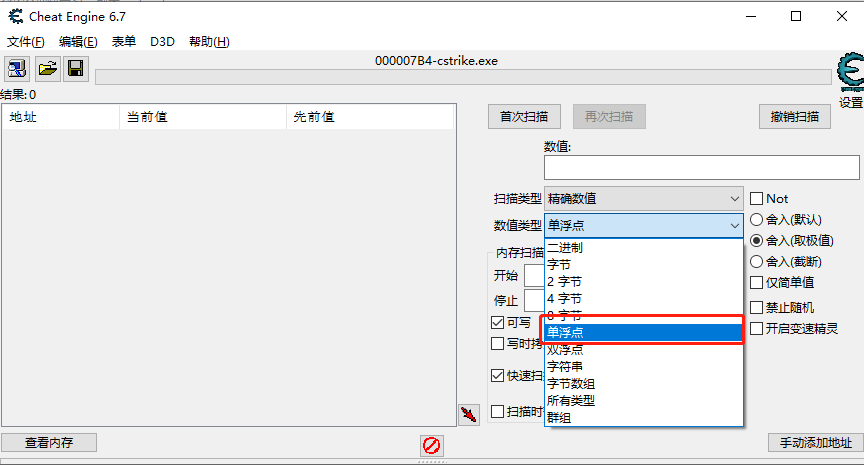 Cheat Engine 6.7
文件(F) 编辑(E) 表单 D3D 帮助(H)
000007B4-cstrike.exe
结果: 0
设置
地址 当前值 先前值
首次扫描 再次扫描 撤销扫描
数值:
扫描类型 精确数值 Not
数值类型 单浮点 舍入(默认)
二进制
舍入(取极值)
内存扫描
字节
舍入(截断)
开始
2 字节
仅简单值
停止
4 字节
8 字节
禁止随机
可写
单浮点
开启变速精灵
写时拷
双浮点
字符串
快速扫
字节数组
所有类型
扫描时
群组
查看内存 手动添加地址